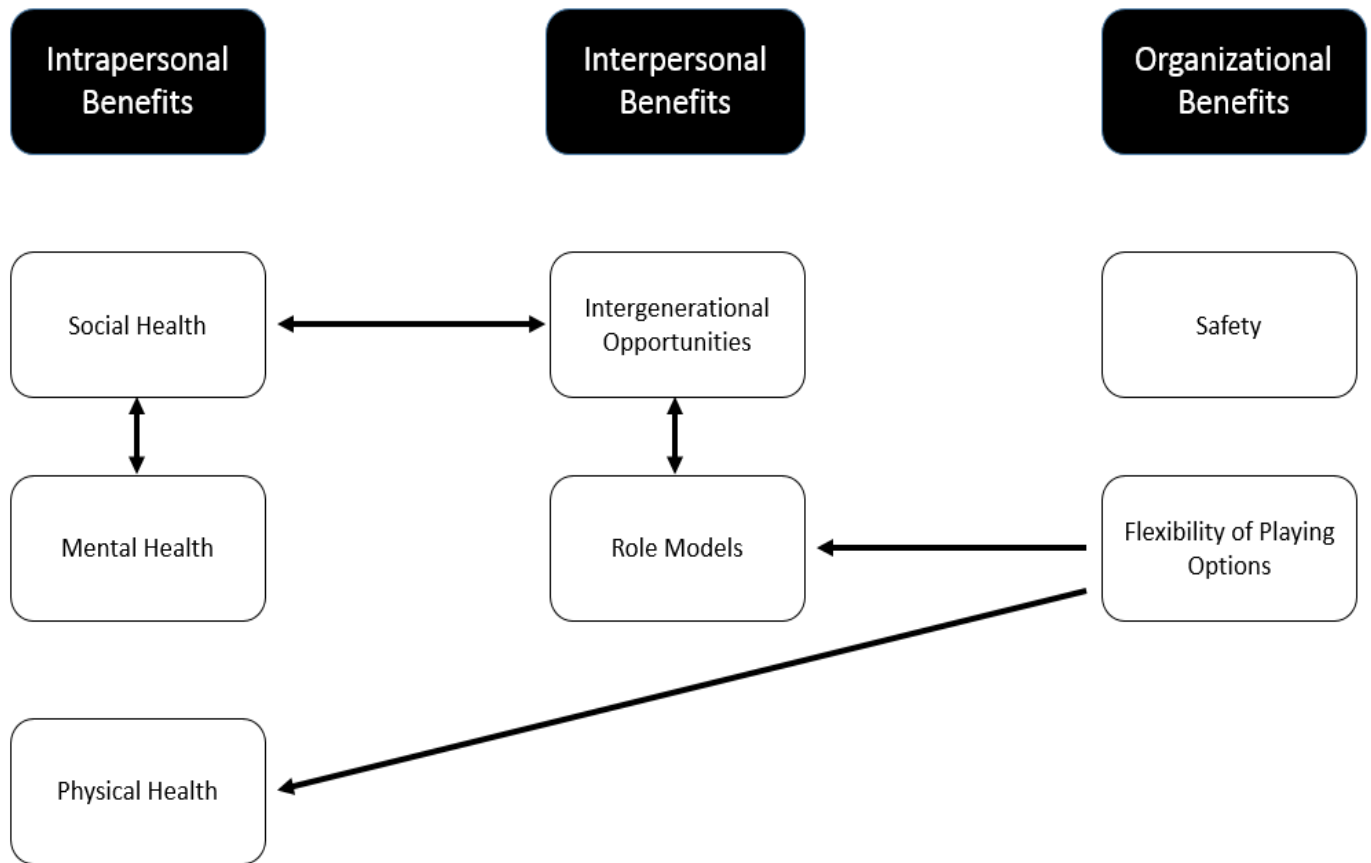 Intrapersonal
Benefits
Interpersonal
Benefits
Organizational
Benefits
Social Health
Intergenerational
Opportunities
Safety
Mental Health
Role Models
Flexibility of Playing
Options
Physical Health